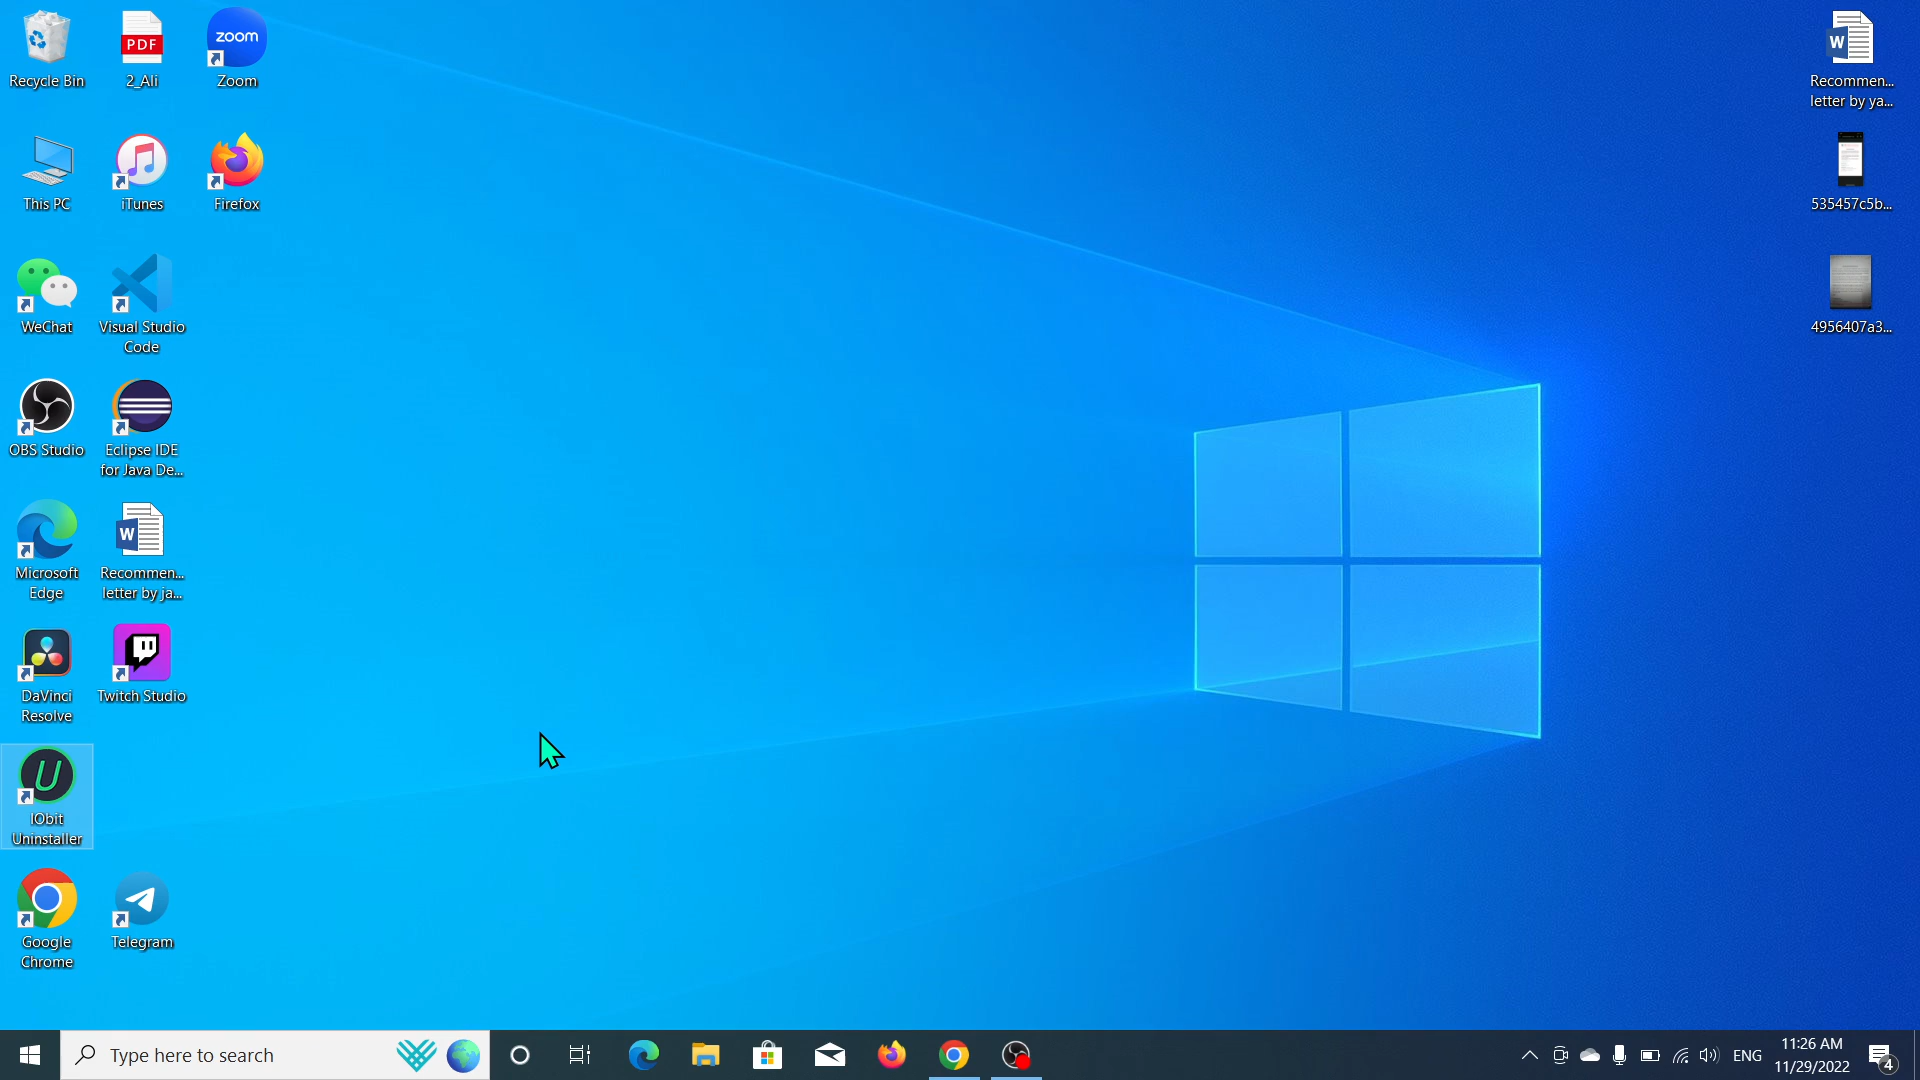 Recycle Bin
PDF
2_Ali
zoom
Zoom
This PC
iTunes
Firefox
WeChat
Visual Studio
Code
OBS Studio
Eclipse IDE
for Java De...
Microsoft
Edge
W
Recommen...
letter by ja...
DaVinci
Resolve
Twitch Studio
U
IObit
Uninstaller
Google
Chrome
Telegram
W
Recommen...
letter by ya...
535457c5b...
4956407a3...
Type here to search
ENG
11:26 AM
11/29/2022
4